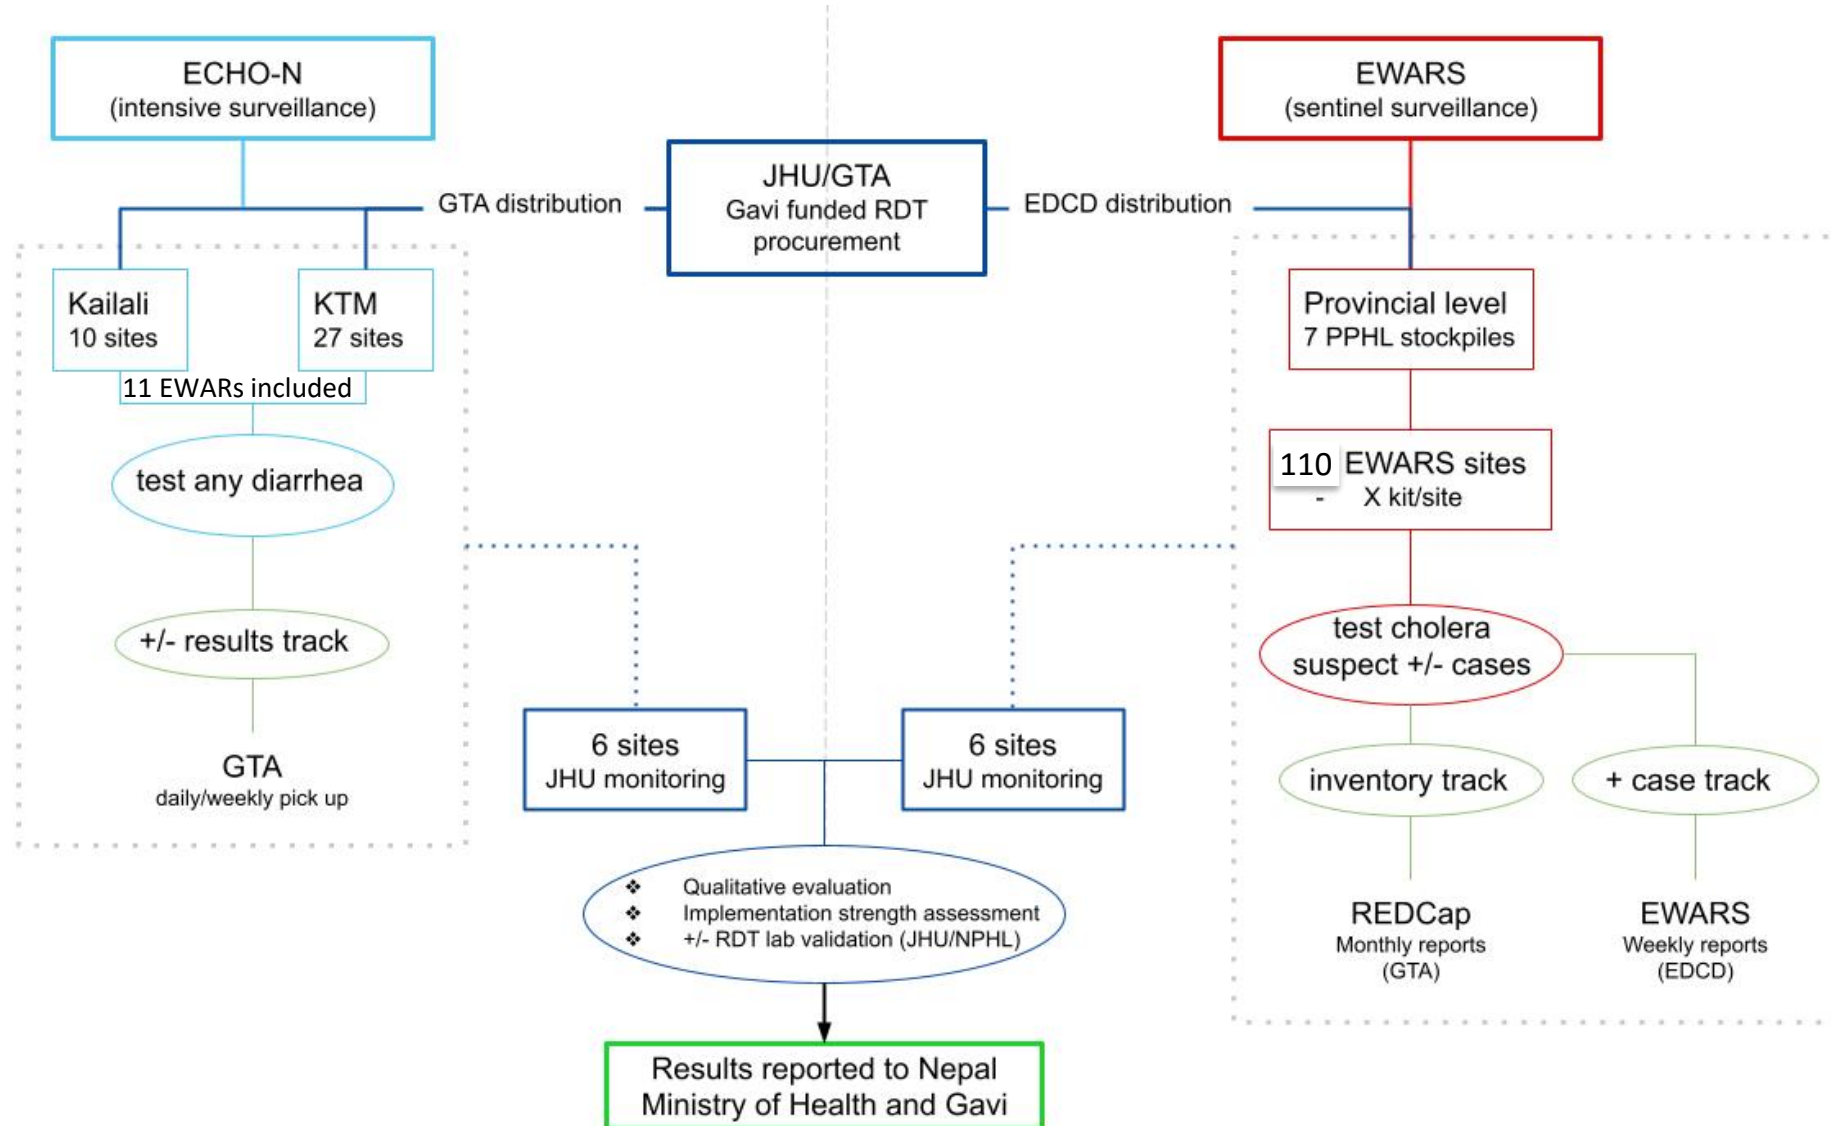 ECHO-N
(intensive surveillance)
EWARS
(sentinel surveillance)
JHU/GTA
Gavi funded RDT
procurement
GTA distribution
EDCD distribution
Kailali
10 sites
KTM
27 sites
11 EWARs included
test any diarrhea
+/- results track
GTA
daily/weekly pick up
Provincial level
7 PPHL stockpiles
110 EWARS sites
- X kit/site
test cholera
suspect +/- cases
inventory track
+ case track
REDCap
Monthly reports
(GTA)
EWARS
Weekly reports
(EDCD)
6 sites
JHU monitoring
6 sites
JHU monitoring
❖ Qualitative evaluation
❖ Implementation strength assessment
❖ +/- RDT lab validation (JHU/NPHL)
Results reported to Nepal
Ministry of Health and Gavi